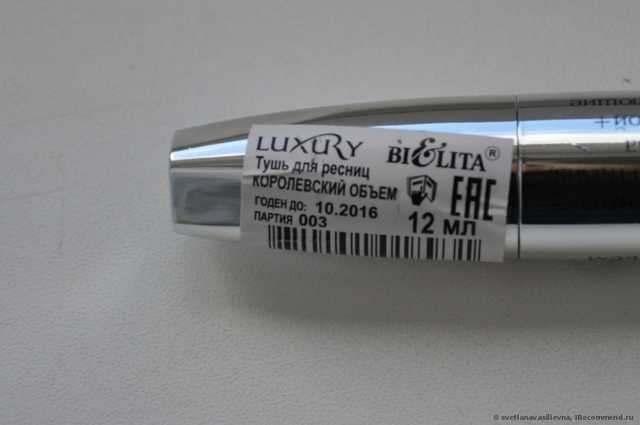 LUXURY BIELITA®
Тушь для ресниц
КОРОЛЕВСКИЙ ОБЪЕМ
ГОДЕН ДО: 10.2016
ПАРТИЯ 003
12 мл
EAC
© svetlanavasilievna, IRecommend.ru